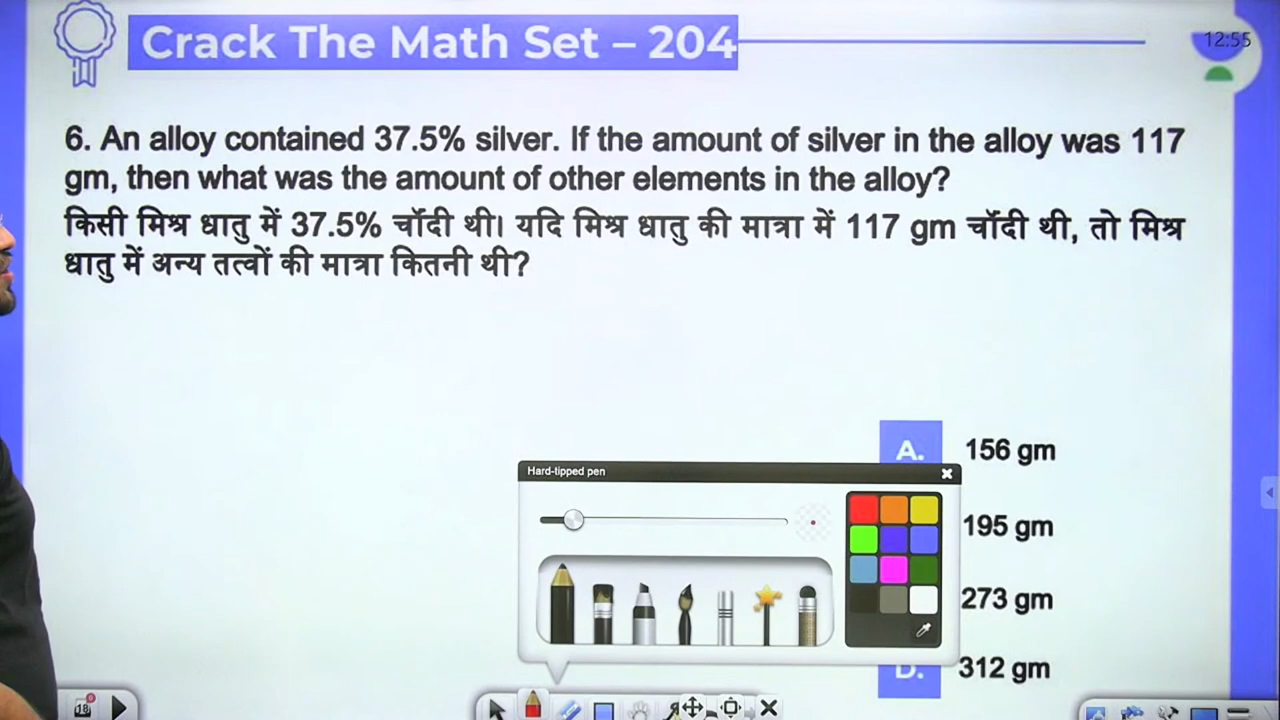 Crack The Math Set – 204
12:55
6. An alloy contained 37.5% silver. If the amount of silver in the alloy was 117
gm, then what was the amount of other elements in the alloy?
किसी मिश्र धातु में 37.5% चॉंदी थी। यदि मिश्र धातु की मात्रा में 117 gm चॉंदी थी, तो मिश्र
धातु में अन्य तत्वों की मात्रा कितनी थी?
A. 156 gm
Hard-tipped pen
195 gm
273 gm
D. 312 gm
18